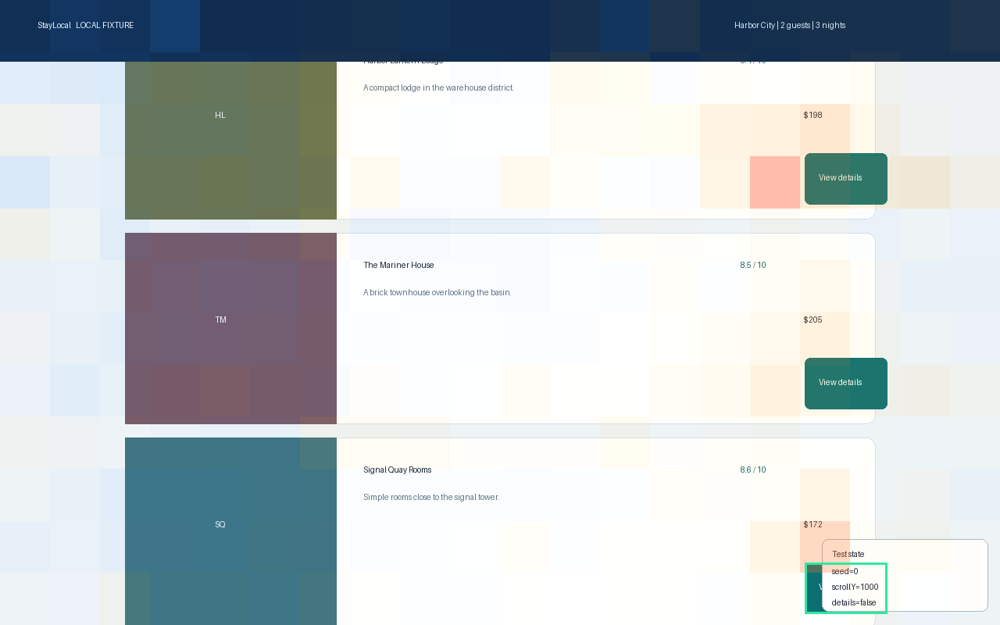 StayLocal LOCAL FIXTURE
Harbor City | 2 guests | 3 nights
Harbor Lantern Lodge
A compact lodge in the warehouse district.
HL
$198
View details
The Mariner House
8.5 / 10
A brick townhouse overlooking the basin.
TM
$205
View details
Signal Quay Rooms
8.6 / 10
Simple rooms close to the signal tower.
SQ
$172
Test state
seed=0
scrollY=1000
details=false